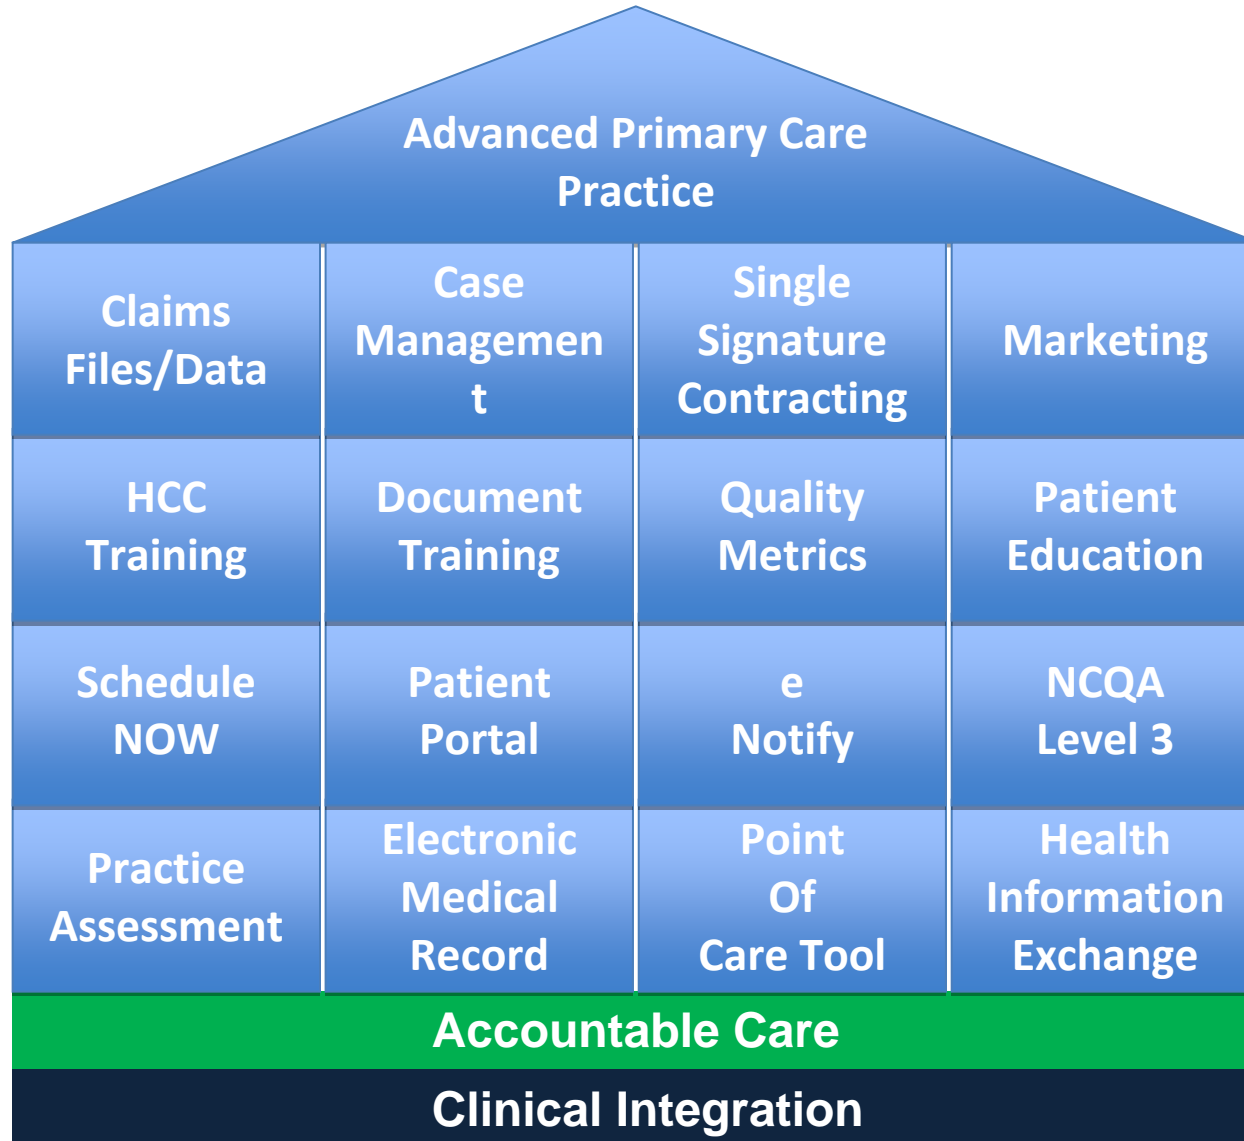 Advanced Primary Care
Practice
Claims
Files/Data
Case
Managemen
t
Single
Signature
Contracting
Marketing
HCC
Training
Document
Training
Quality
Metrics
Patient
Education
Schedule
NOW
Patient
Portal
e
Notify
NCQA
Level 3
Practice
Assessment
Electronic
Medical
Record
Point
Of
Care Tool
Health
Information
Exchange
Accountable Care
Clinical Integration